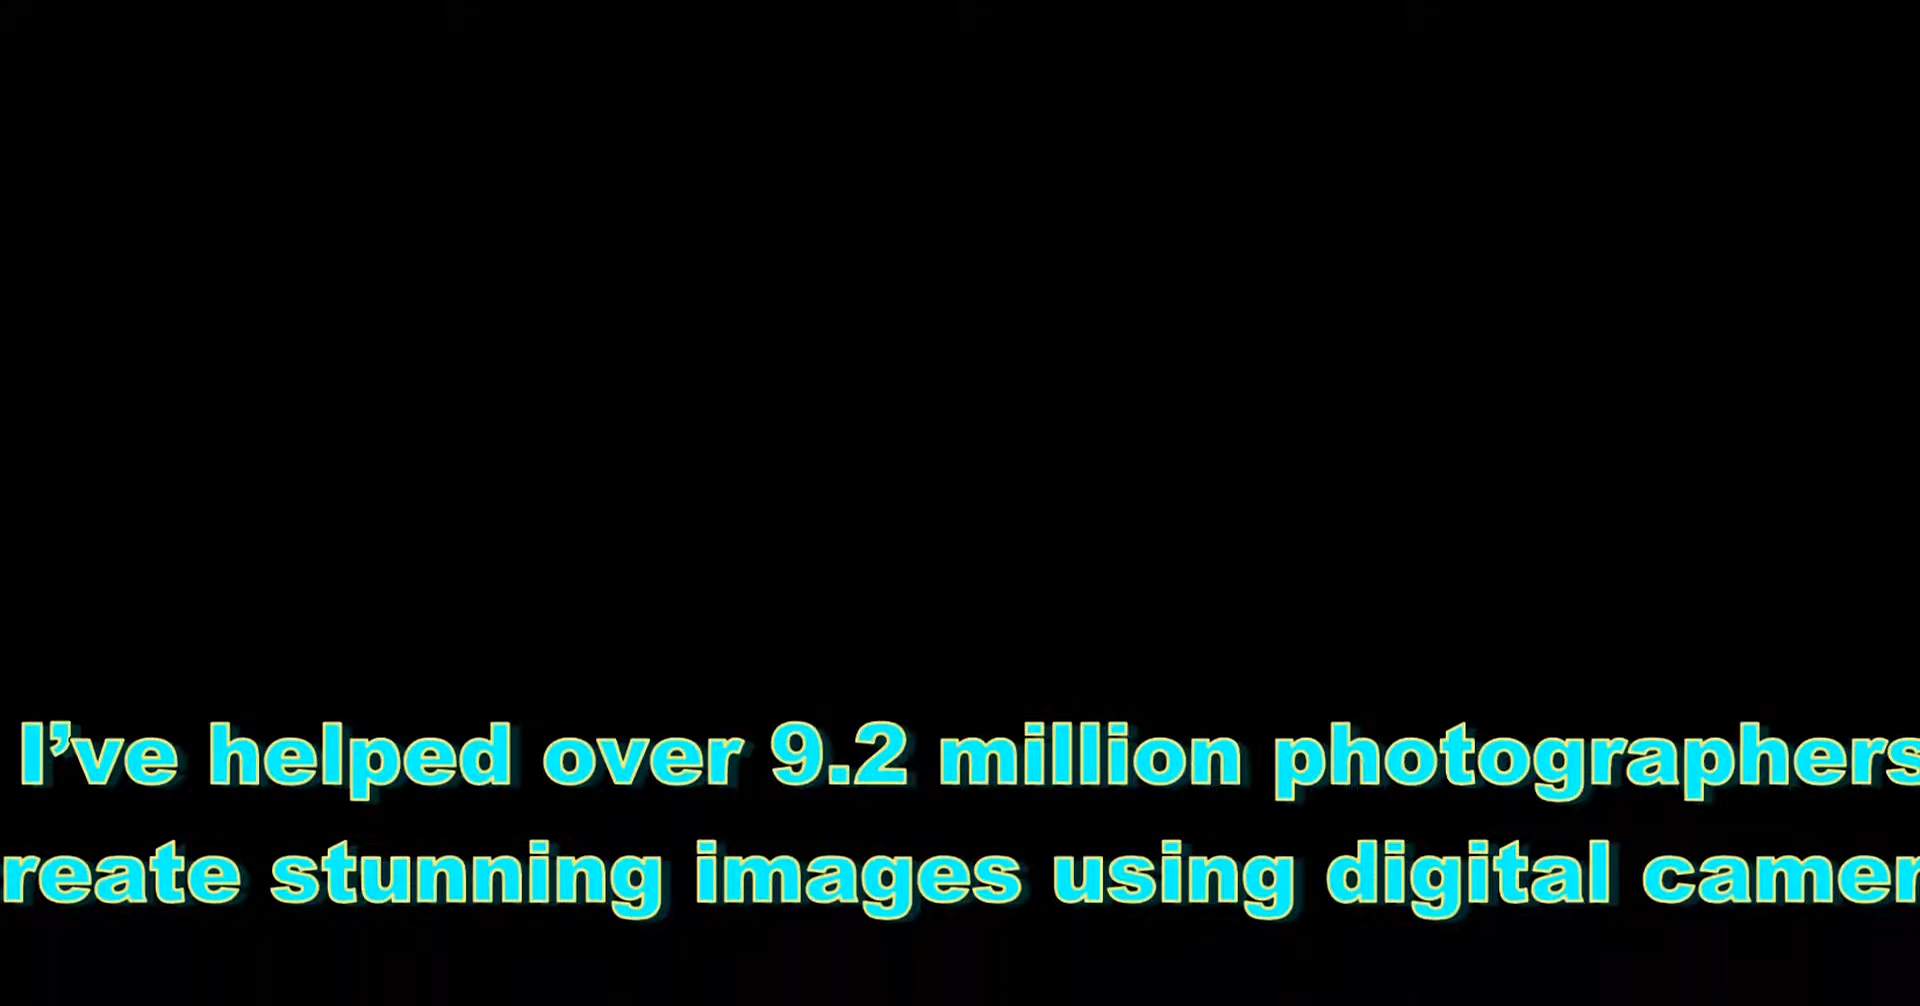 I’ve helped over 9.2 million photographers
reate stunning images using digital camer